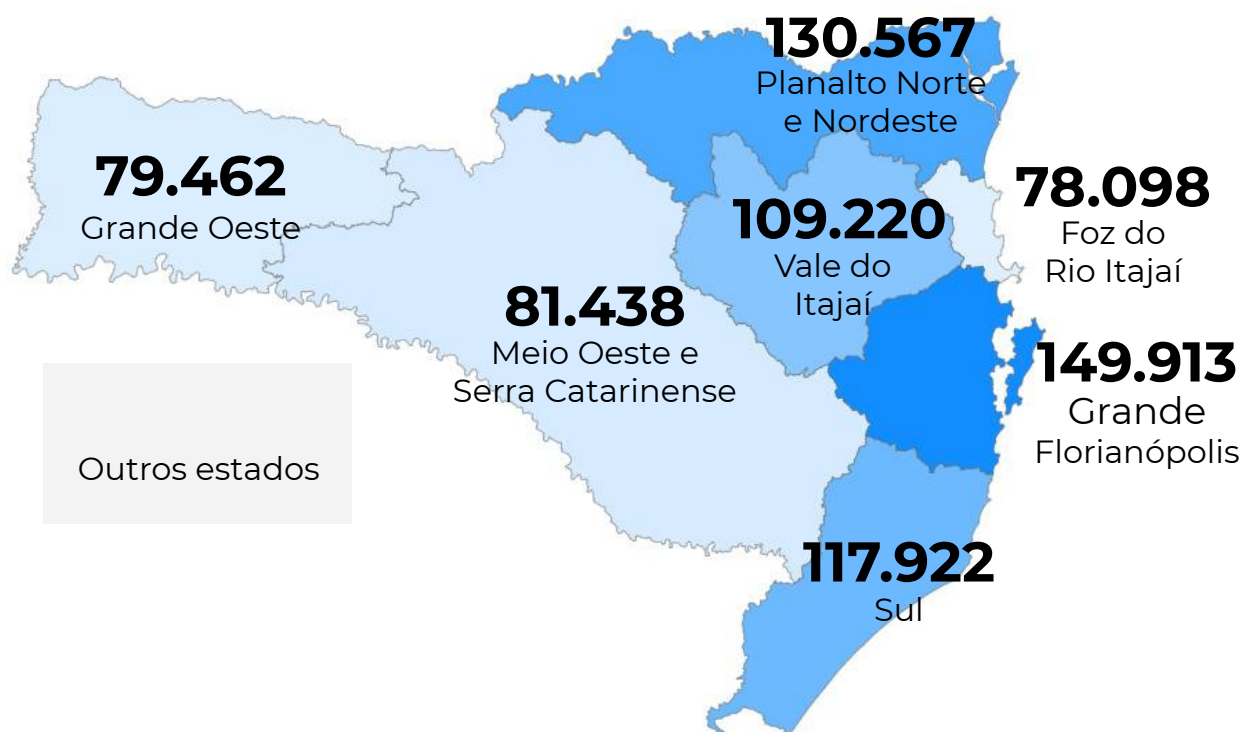 130.567
Planalto Norte
e Nordeste
79.462
Grande Oeste
78.098
Foz do
Rio Itajaí
109.220
Vale do
Itajaí
81.438
Meio Oeste e
Serra Catarinense
149.913
Grande
Florianópolis
Outros estados
117.922
Sul